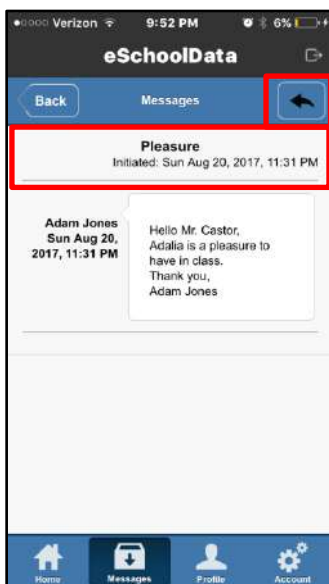 Verizon 9:52 PM 6%
eSchoolData
Back Messages
Pleasure
Initiated: Sun Aug 20, 2017, 11:31 PM
Adam Jones
Sun Aug 20,
2017, 11:31 PM
Hello Mr. Castor,
Adalia is a pleasure to
have in class.
Thank you,
Adam Jones
Home Messages Profile Account